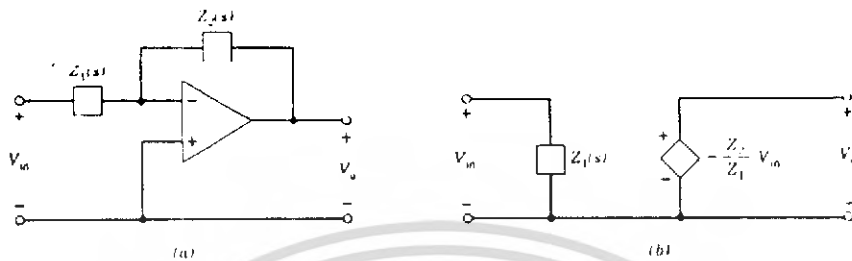 Z₂(s)
Z₁(s)
−
+
+
V_in
−
+
V_o
−
(a)
+
V_in
−
Z₁(s)
+
−
−Z₂/Z₁ V_in
+
−
(b)